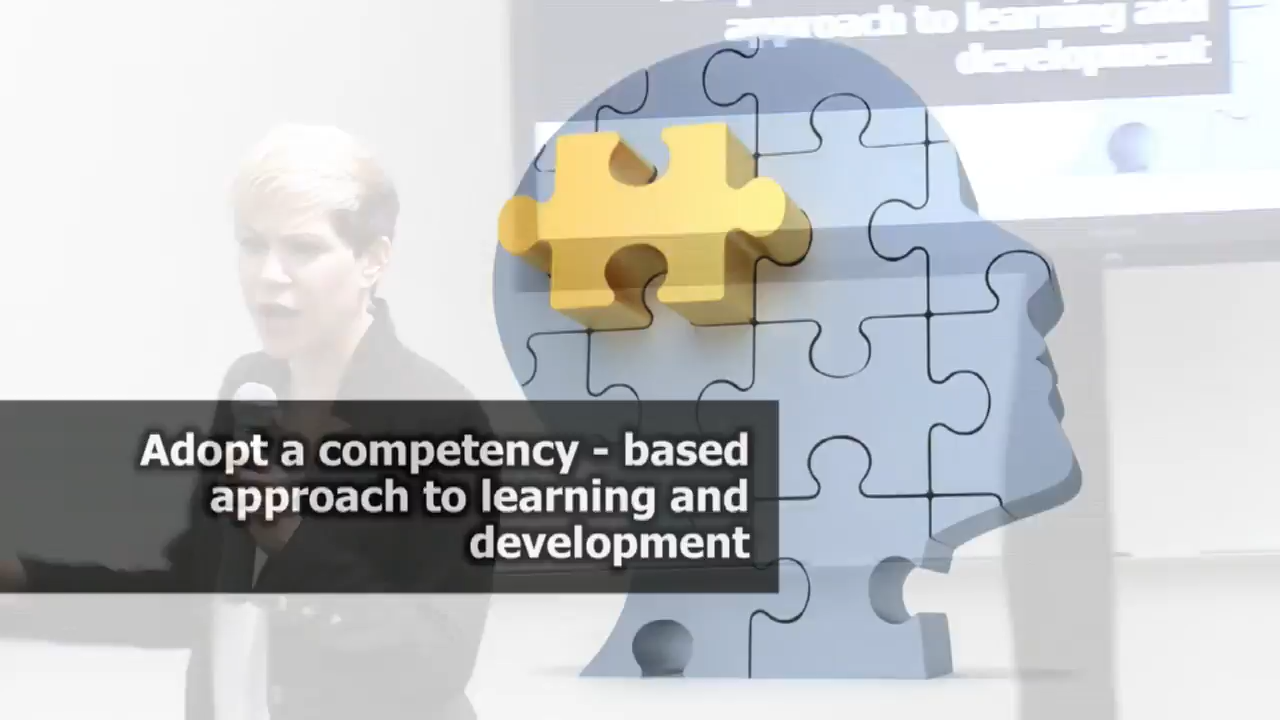 approach to learning and
development
Adopt a competency - based
approach to learning and
development